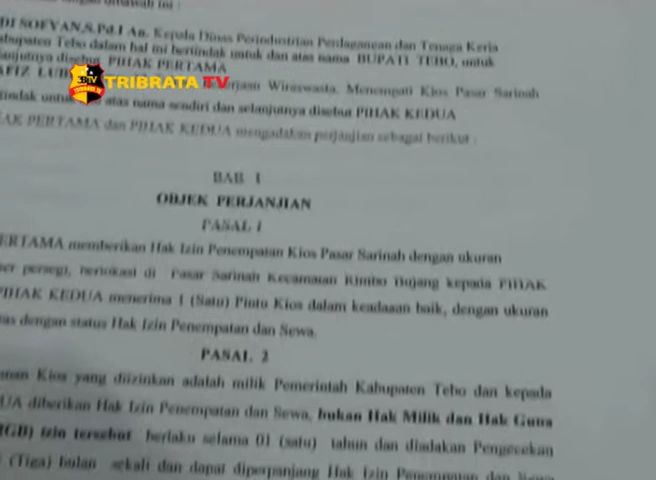 DI SOFYAN,S.Pd.I An. Kepala Dinas Perindustrian Perdagangan dan Tenaga Kerja
Tebo dalam hal ini bertindak untuk dan atas nama BUPATI TEBO, untuk
disebut PIHAK PERTAMA
Wiraswasta. Menempati Kios Pasar Sarinah
TRIBRATA TV
atas nama sendiri dan selanjutnya disebut PIHAK KEDUA
PERTAMA dan PIHAK KEDUA mengadakan perjanjian sebagai berikut :
BAB I
OBJEK PERJANJIAN
PASAL 1
ERTAMA memberikan Hak Izin Penempatan Kios Pasar Sarinah dengan ukuran
persegi, berlokasi di Pasar Sarinah Kecamatan Rimbo Bujang kepada PIHAK
PIHAK KEDUA menerima 1 (Satu) Pintu Kios dalam keadaaan baik, dengan ukuran
as dengan status Hak Izin Penempatan dan Sewa.
PASAL 2
Kios yang diizinkan adalah milik Pemerintah Kabupaten Tebo dan kepada
UA diberikan Hak Izin Penempatan dan Sewa, bukan Hak Milik dan Hak Guna
(HGB) izin tersebut berlaku selama 01 (satu) tahun dan diadakan Pengecekan
(Tiga) bulan sekali dan dapat diperpanjang Hak Izin Penempatan dan Sewa